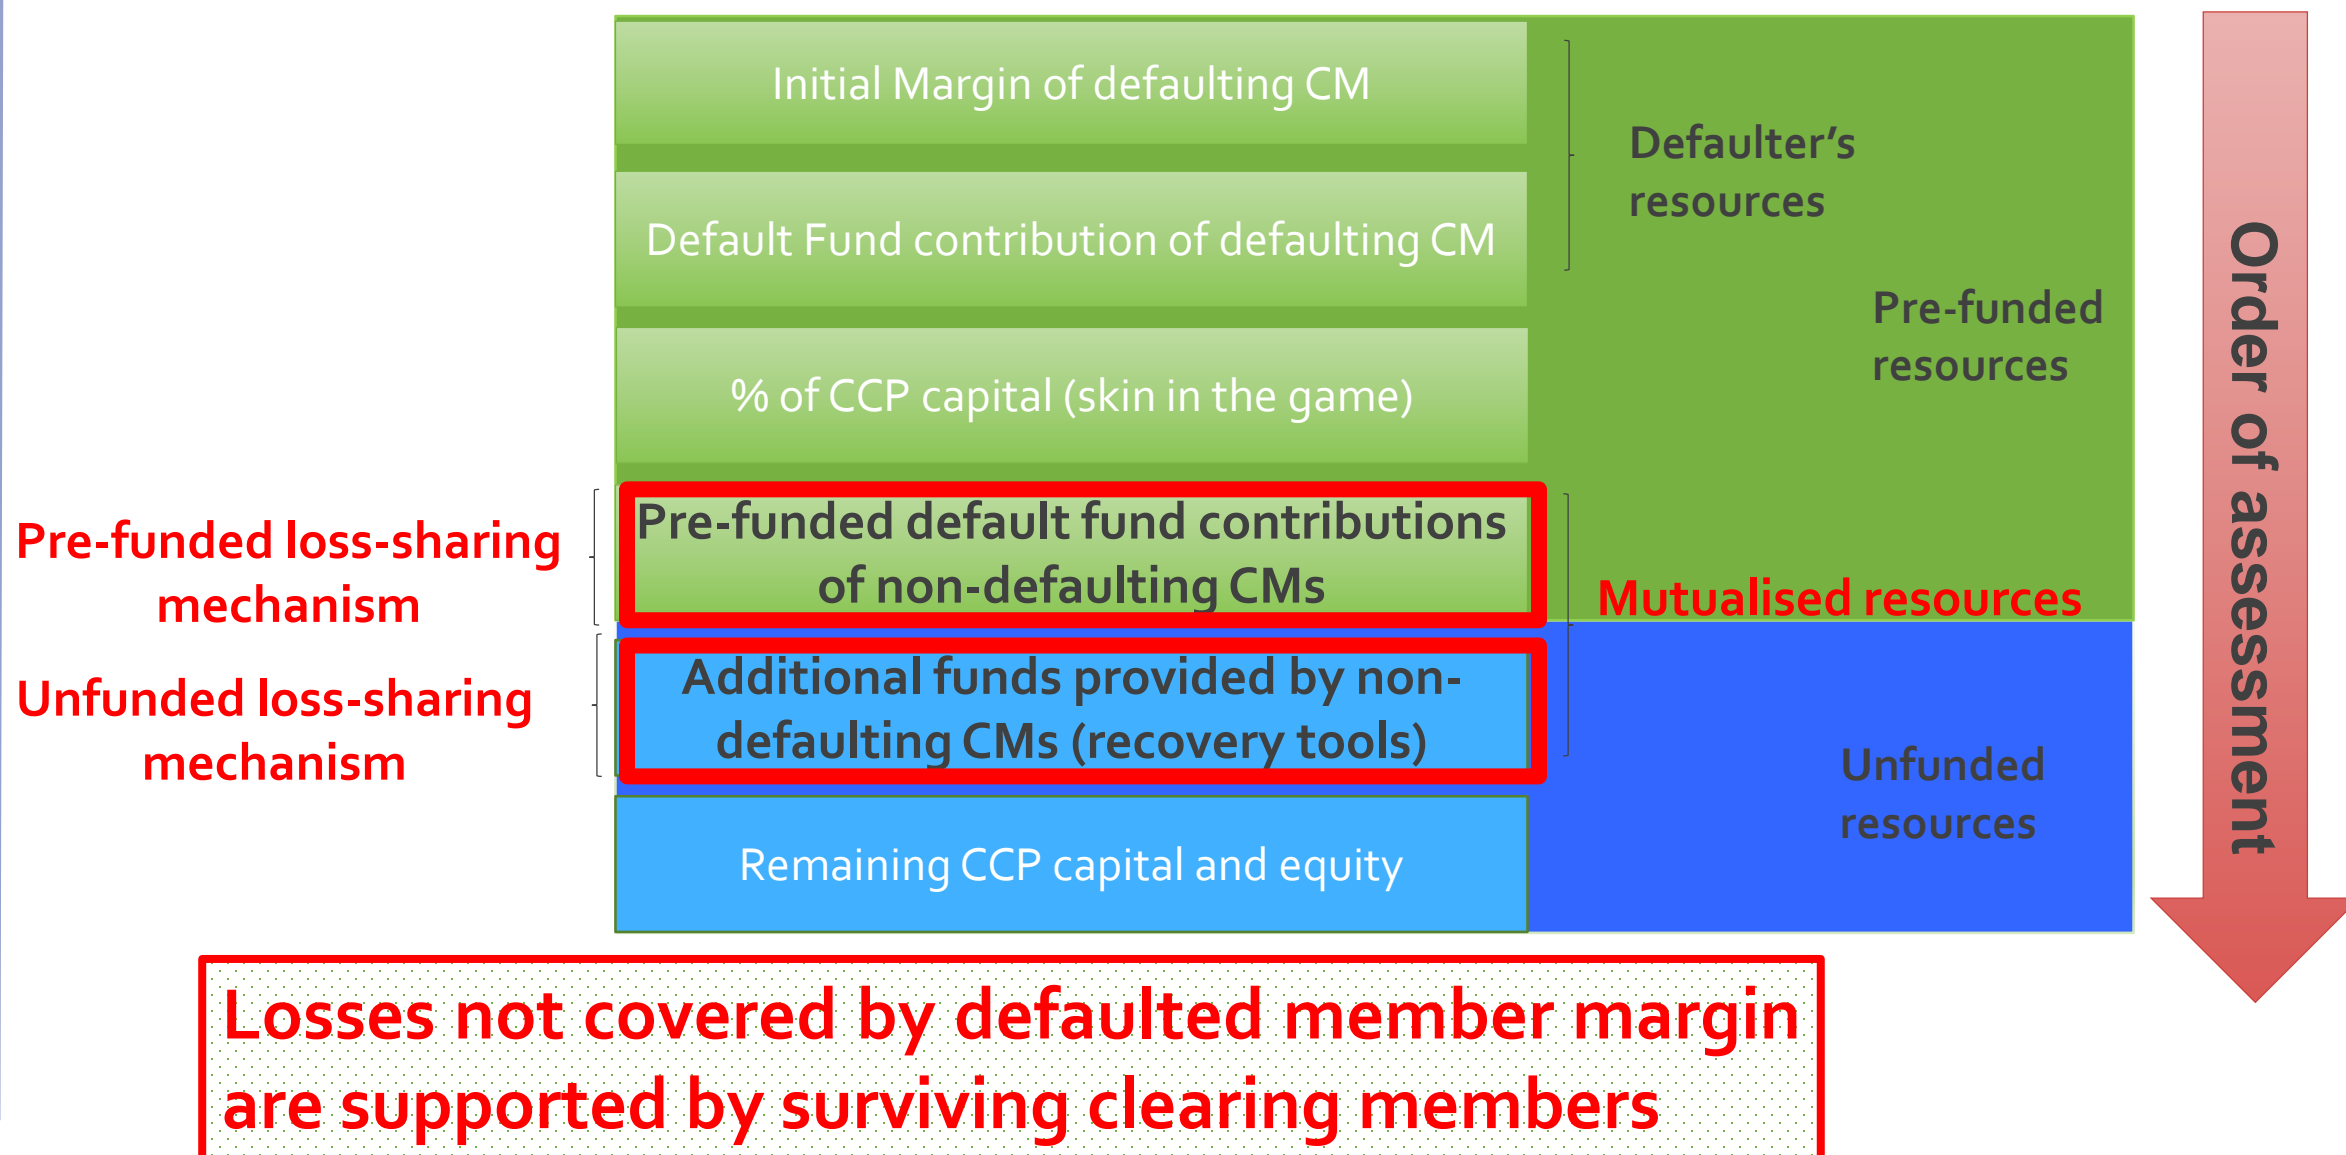 Initial Margin of defaulting CM
Default Fund contribution of defaulting CM
% of CCP capital (skin in the game)
Pre-funded default fund contributions
of non-defaulting CMs
Additional funds provided by non-
defaulting CMs (recovery tools)
Remaining CCP capital and equity
Defaulter’s
resources
Pre-funded
resources
Mutualised resources
Unfunded
resources
Pre-funded loss-sharing
mechanism
Unfunded loss-sharing
mechanism
Order of assessment
Losses not covered by defaulted member margin
are supported by surviving clearing members